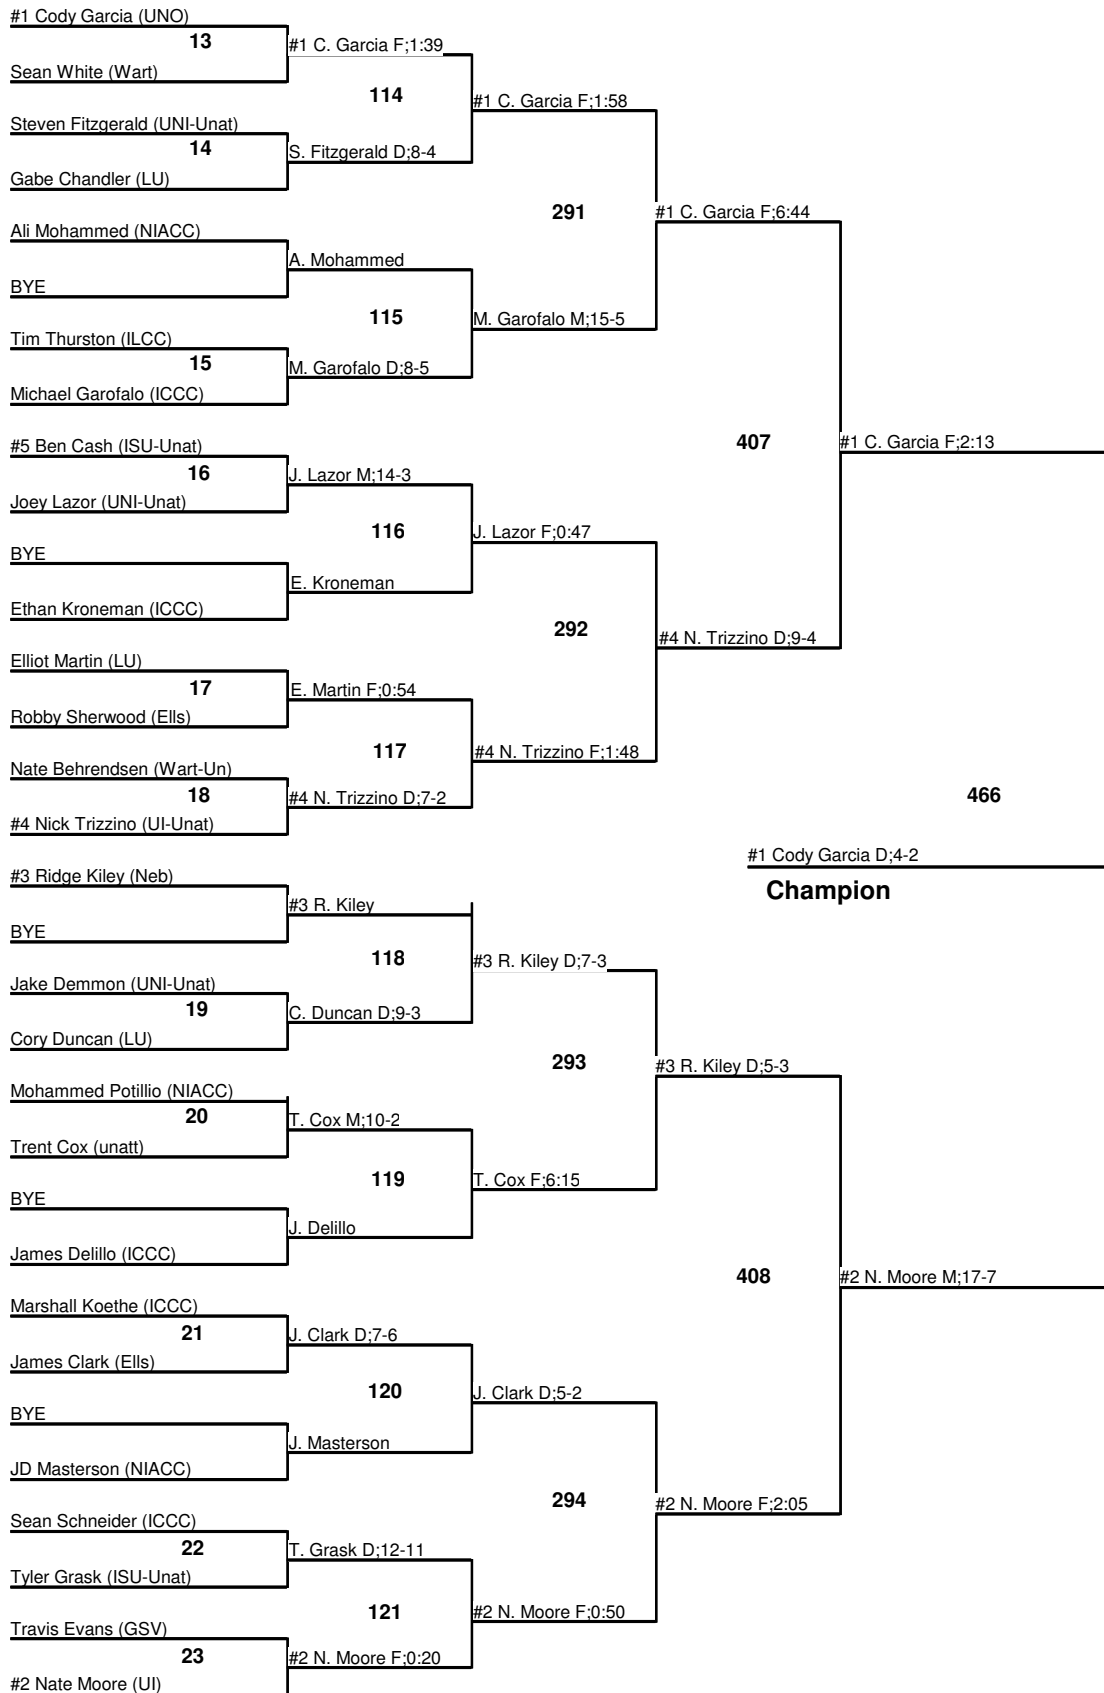 #1 Cody Garcia (UNO)
13
#1 C. Garcia F;1:39
Sean White (Wart)
114
#1 C. Garcia F;1:58
Steven Fitzgerald (UNI-Unat)
14
S. Fitzgerald D;8-4
Gabe Chandler (LU)
291
#1 C. Garcia F;6:44
Ali Mohammed (NIACC)
A. Mohammed
BYE
115
M. Garofalo M;15-5
Tim Thurston (ILCC)
15
M. Garofalo D;8-5
Michael Garofalo (ICCC)
407
#1 C. Garcia F;2:13
#5 Ben Cash (ISU-Unat)
16
J. Lazor M;14-3
Joey Lazor (UNI-Unat)
116
J. Lazor F;0:47
BYE
E. Kroneman
Ethan Kroneman (ICCC)
292
#4 N. Trizzino D;9-4
Elliot Martin (LU)
17
E. Martin F;0:54
Robby Sherwood (Ells)
117
#4 N. Trizzino F;1:48
Nate Behrendsen (Wart-Un)
18
#4 N. Trizzino D;7-2
#4 Nick Trizzino (UI-Unat)
466
#1 Cody Garcia D;4-2
Champion
#3 Ridge Kiley (Neb)
#3 R. Kiley
BYE
118
#3 R. Kiley D;7-3
Jake Demmon (UNI-Unat)
19
C. Duncan D;9-3
Cory Duncan (LU)
293
#3 R. Kiley D;5-3
Mohammed Potillio (NIACC)
20
T. Cox M;10-2
Trent Cox (unatt)
119
T. Cox F;6:15
BYE
J. Delillo
James Delillo (ICCC)
408
#2 N. Moore M;17-7
Marshall Koethe (ICCC)
21
J. Clark D;7-6
James Clark (Ells)
120
J. Clark D;5-2
BYE
J. Masterson
JD Masterson (NIACC)
294
#2 N. Moore F;2:05
Sean Schneider (ICCC)
22
T. Grask D;12-11
Tyler Grask (ISU-Unat)
121
#2 N. Moore F;0:50
Travis Evans (GSV)
23
#2 N. Moore F;0:20
#2 Nate Moore (UI)